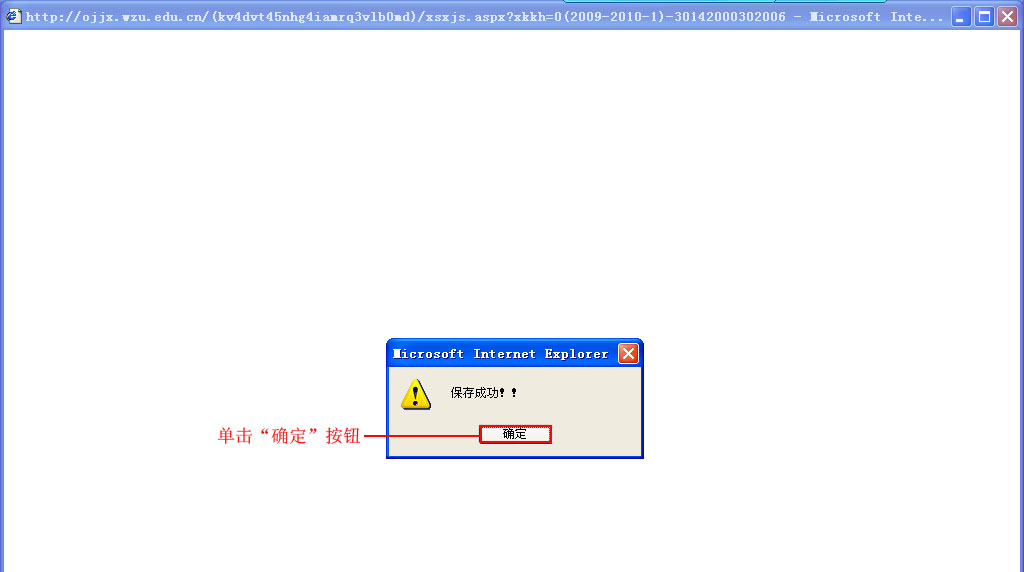 http://ojjx.wzu.edu.cn/(kv4dvt45nhg4iamrq3vlb0md)/xsxjs.aspx?xkkh=0(2009-2010-1)-30142000302006 - Microsoft Inte...
Microsoft Internet Explorer
保存成功！！
单击“确定”按钮
确定